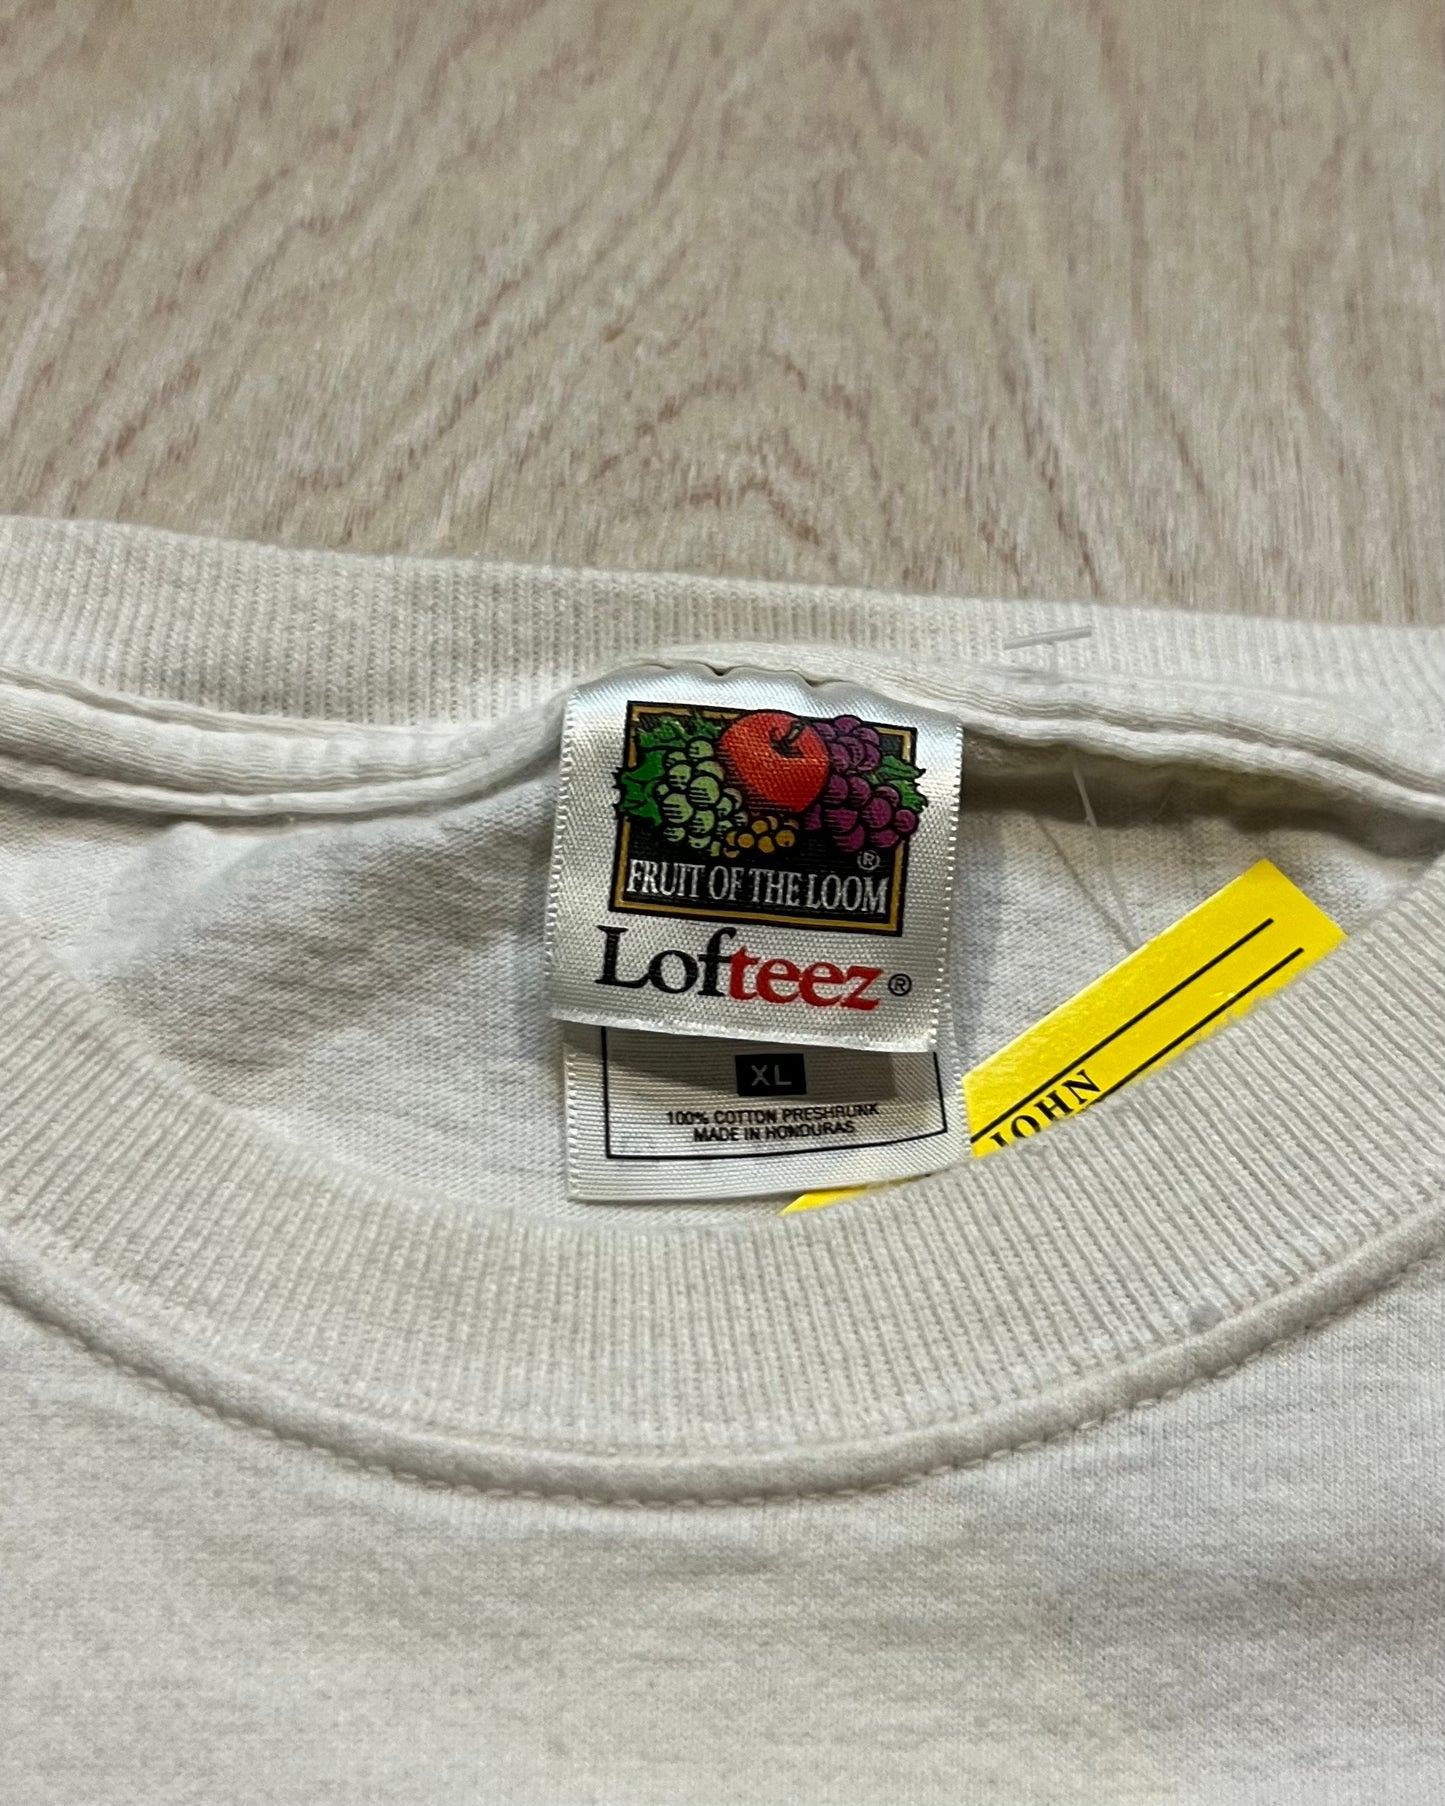 FRUIT OF THE LOOM ®
Lofteez ®
XL
100% COTTON PRESHRUNK
MADE IN HONDURAS
JOHN